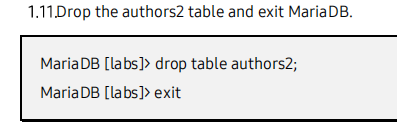 1.11.Drop the authors2 table and exit MariaDB.
MariaDB [labs]> drop table authors2;
MariaDB [labs]> exit